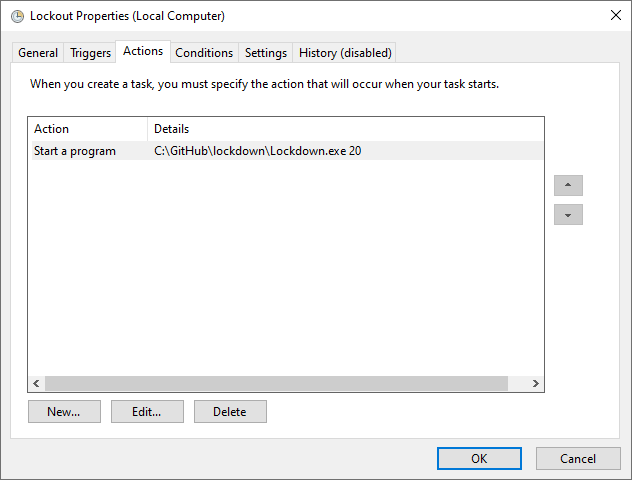 Lockout Properties (Local Computer)
General Triggers Actions Conditions Settings History (disabled)
When you create a task, you must specify the action that will occur when your task starts.
Action Details
Start a program C:\GitHub\lockdown\Lockdown.exe 20
New... Edit... Delete
OK Cancel